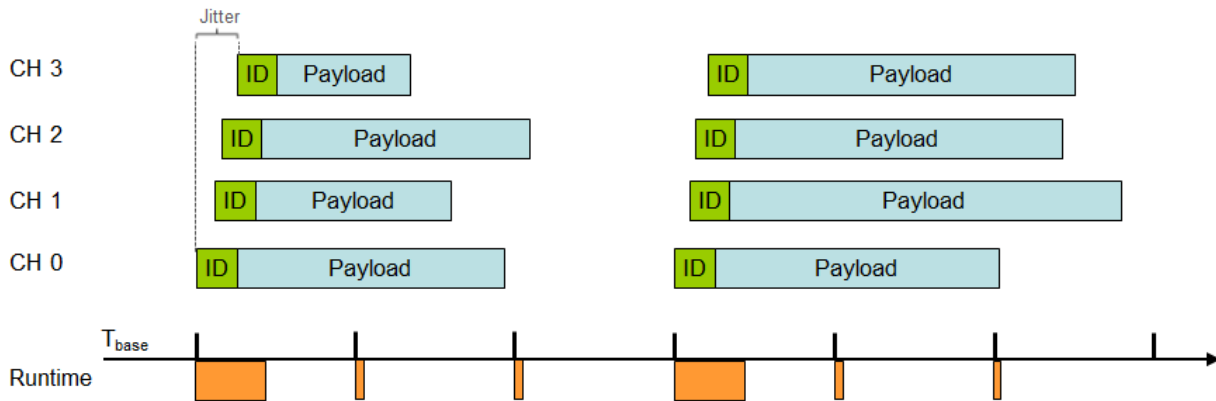 Jitter
CH 3 ID Payload ID Payload
CH 2 ID Payload ID Payload
CH 1 ID Payload ID Payload
CH 0 ID Payload ID Payload
Tbase
Runtime